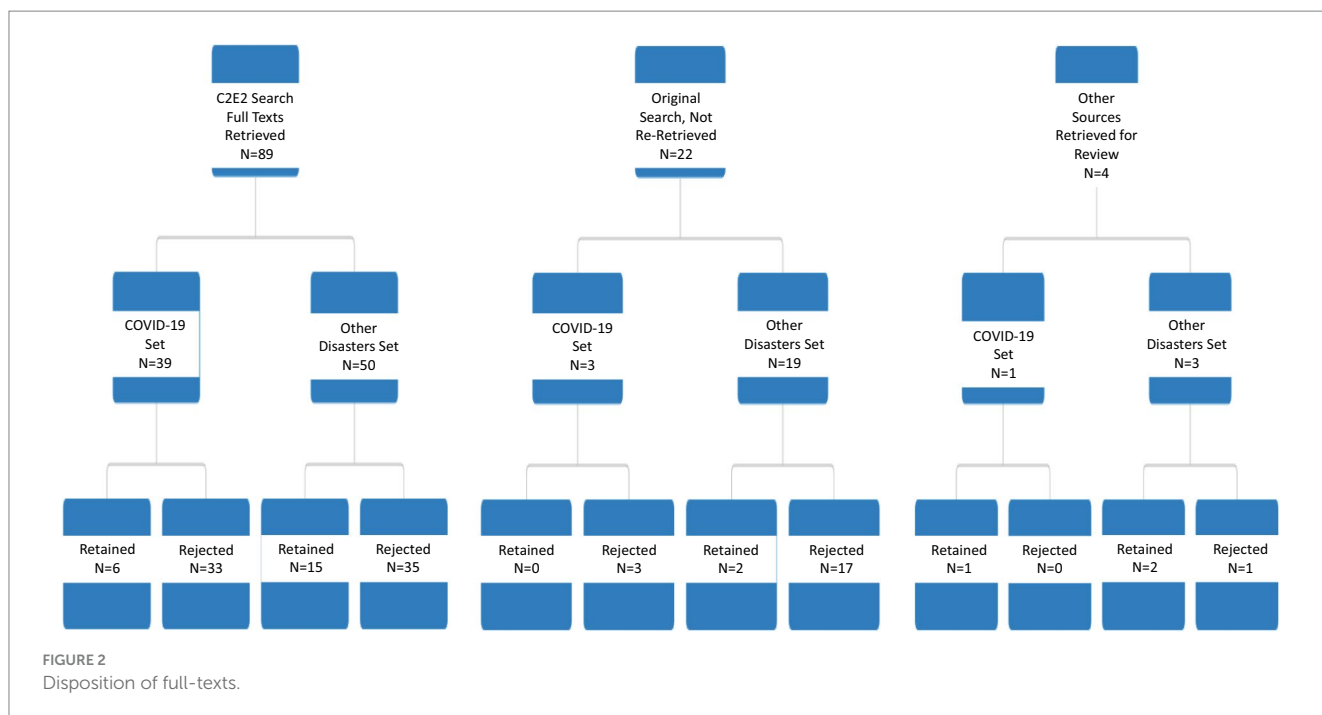 C2E2 Search
Full Texts
Retrieved
N=89
Original
Search, Not
Re-Retrieved
N=22
Other
Sources
Retrieved for
Review
N=4
COVID-19
Set
N=39
Other
Disasters Set
N=50
COVID-19
Set
N=3
Other
Disasters Set
N=19
COVID-19
Set
N=1
Other
Disasters Set
N=3
Retained
N=6
Rejected
N=33
Retained
N=15
Rejected
N=35
Retained
N=0
Rejected
N=3
Retained
N=2
Rejected
N=17
Retained
N=1
Rejected
N=0
Retained
N=2
Rejected
N=1
FIGURE 2
Disposition of full-texts.